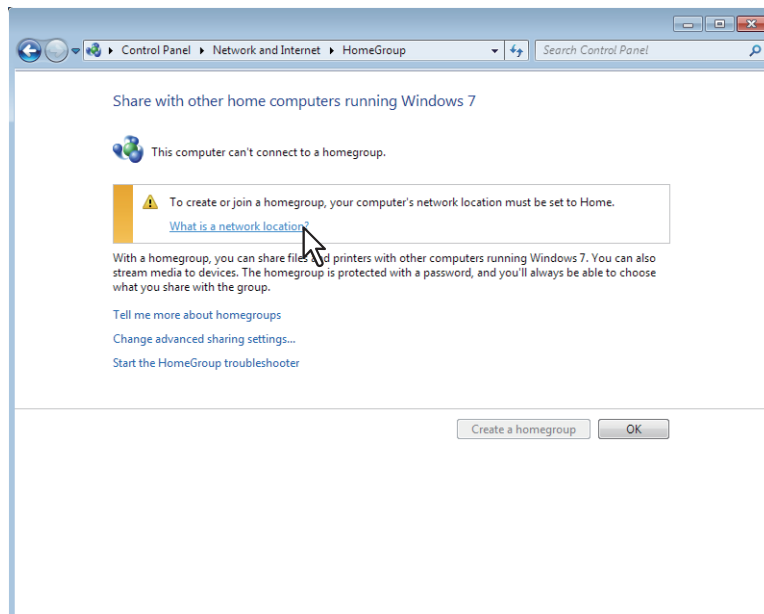 Control Panel ▸ Network and Internet ▸ HomeGroup
Search Control Panel
Share with other home computers running Windows 7
This computer can't connect to a homegroup.
To create or join a homegroup, your computer's network location must be set to Home.
What is a network location?
With a homegroup, you can share files and printers with other computers running Windows 7. You can also
stream media to devices. The homegroup is protected with a password, and you'll always be able to choose
what you share with the group.
Tell me more about homegroups
Change advanced sharing settings...
Start the HomeGroup troubleshooter
Create a homegroup
OK